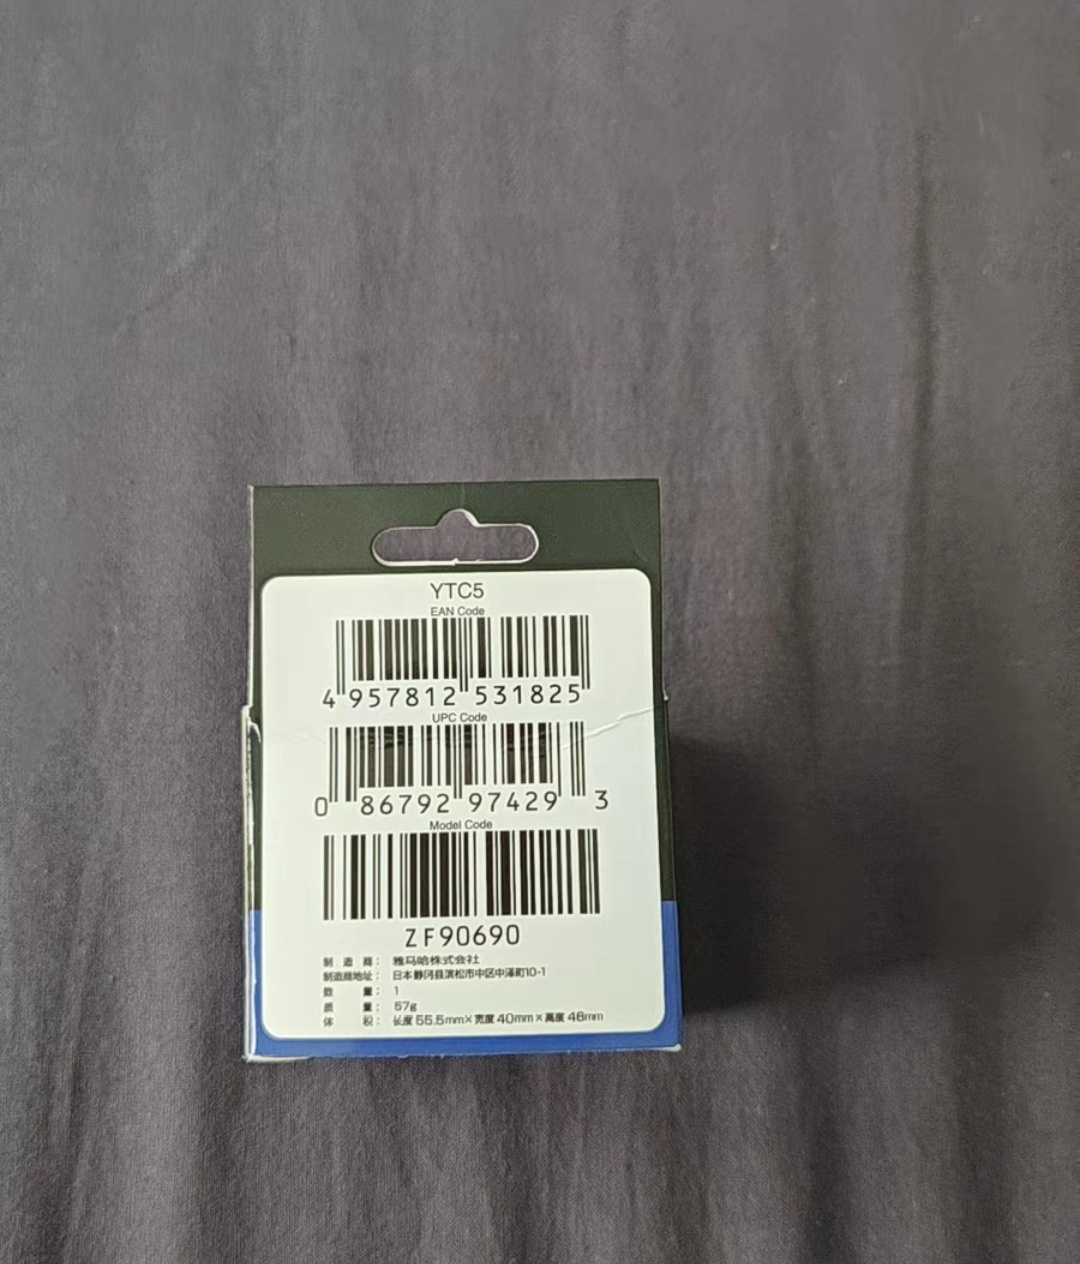 YTC5
EAN Code
4 957812 531825
UPC Code
0 86792 97429 3
Model Code
ZF90690
制造商： 雅马哈株式会社
制造商地址： 日本静冈县滨松市中区中泽町10-1
数量： 1
质量： 57g
体积： 长度 55.5mm×宽度 40mm×高度 46mm